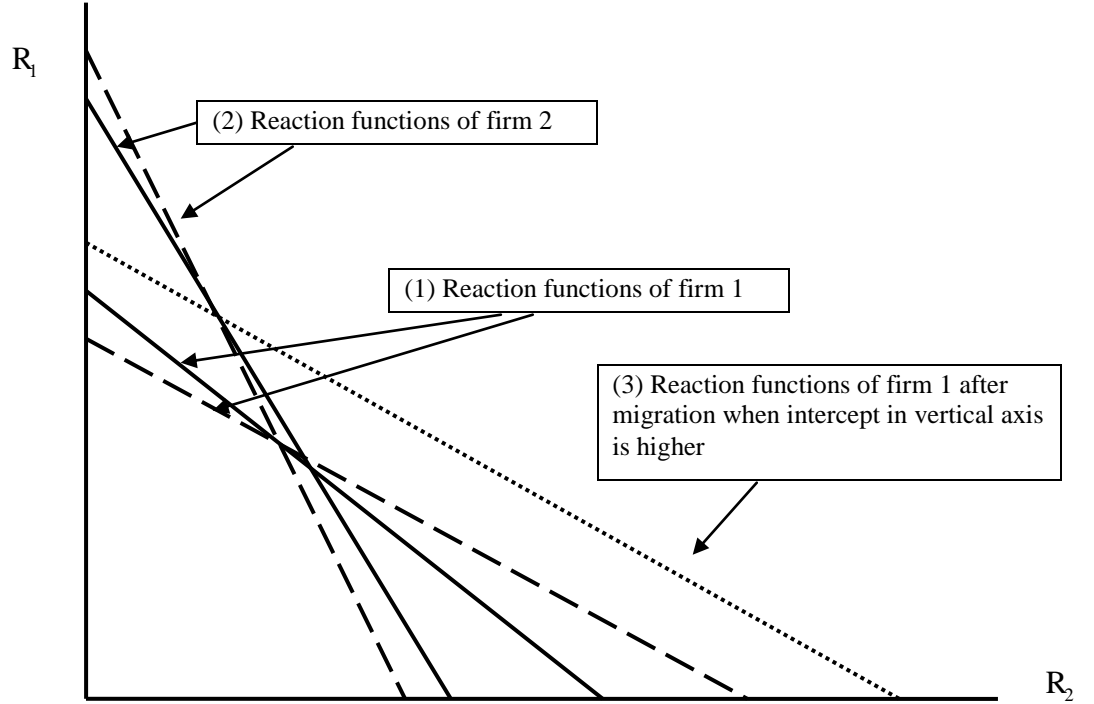 R1
(2) Reaction functions of firm 2
(1) Reaction functions of firm 1
(3) Reaction functions of firm 1 after
migration when intercept in vertical axis
is higher
R2